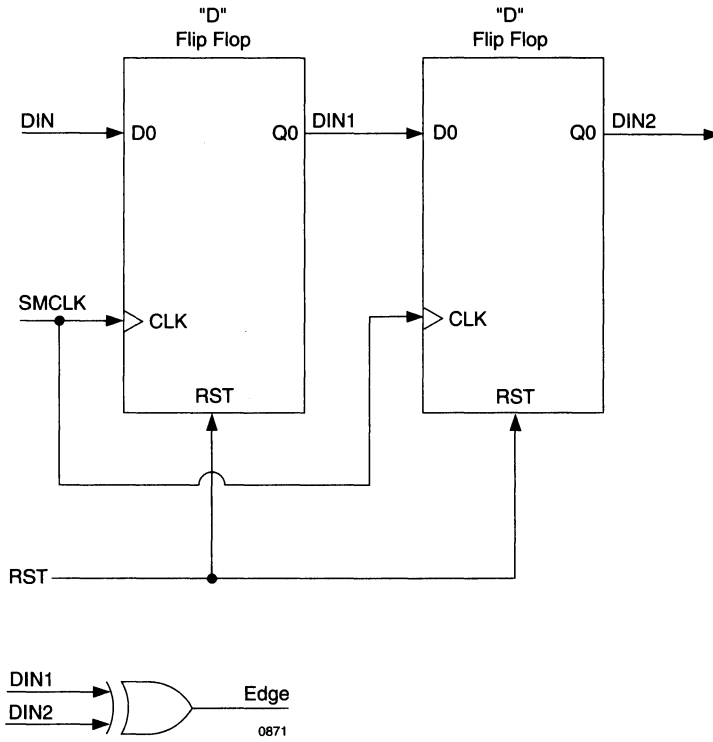 "D"
Flip Flop
"D"
Flip Flop
DIN
D0
Q0
DIN1
D0
Q0
DIN2
SMCLK
CLK
CLK
RST
RST
RST
DIN1
DIN2
Edge
0871